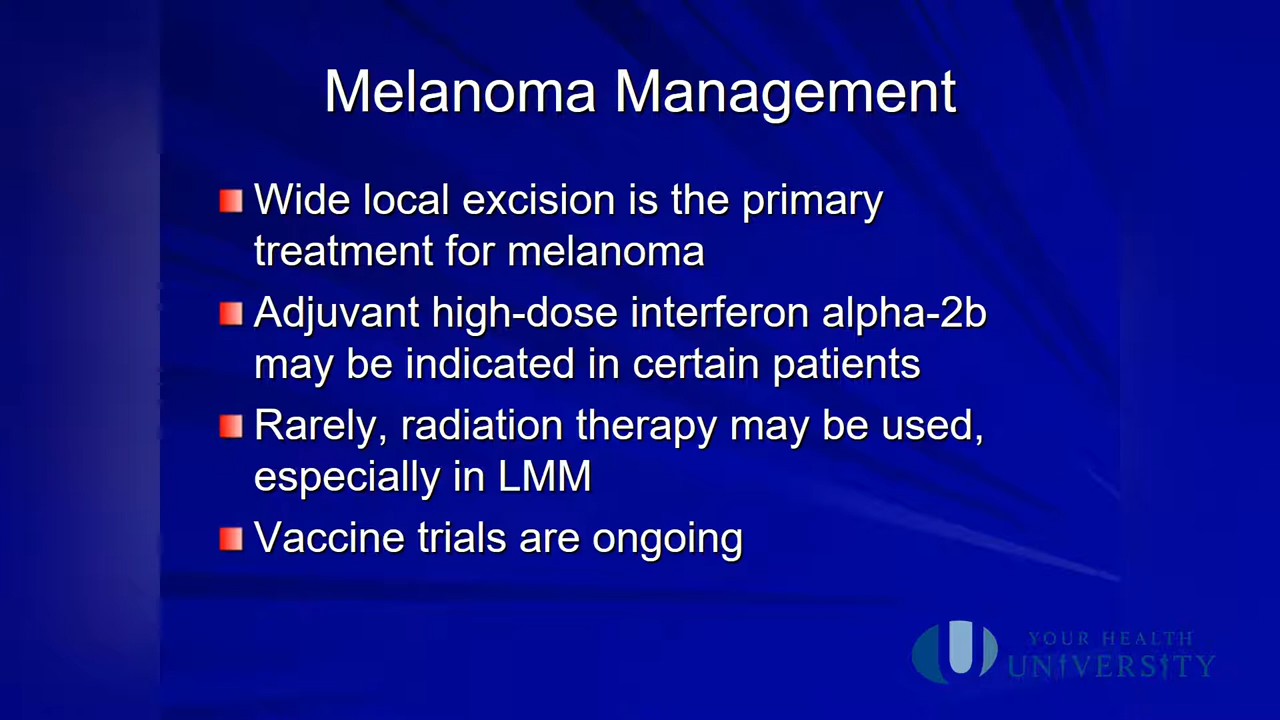 Melanoma Management
Wide local excision is the primary
treatment for melanoma
Adjuvant high-dose interferon alpha-2b
may be indicated in certain patients
Rarely, radiation therapy may be used,
especially in LMM
Vaccine trials are ongoing
YOUR HEALTH
UNIVERSITY